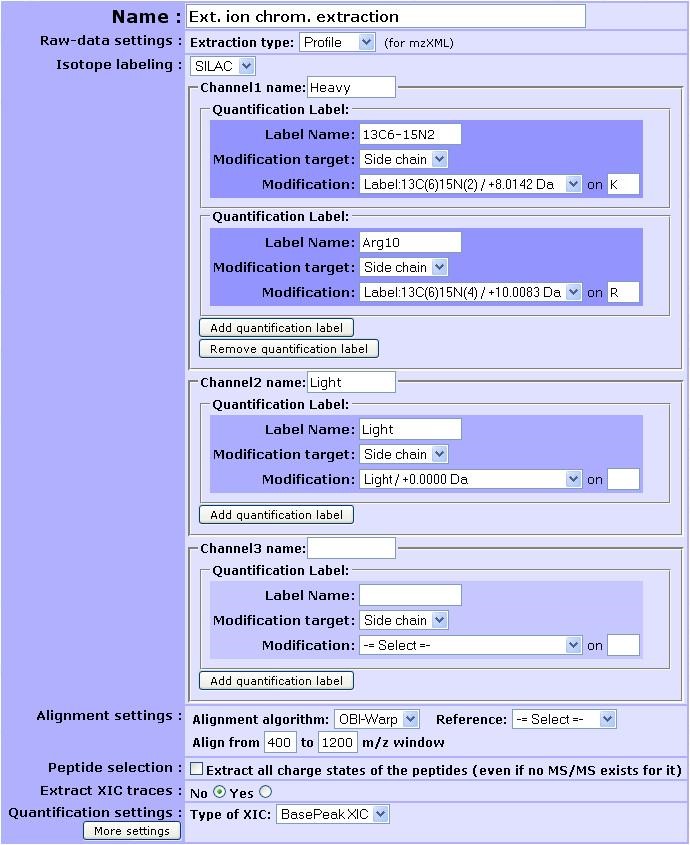 Name : Ext. ion chrom. extraction
Raw-data settings : Extraction type: Profile (for mzXML)
Isotope labeling : SILAC
Channel1 name: Heavy
Quantification Label:
Label Name: 13C6-15N2
Modification target: Side chain
Modification: Label:13C(6)15N(2) / +8.0142 Da on K
Quantification Label:
Label Name: Arg10
Modification target: Side chain
Modification: Label:13C(6)15N(4) / +10.0083 Da on R
Add quantification label
Remove quantification label
Channel2 name: Light
Quantification Label:
Label Name: Light
Modification target: Side chain
Modification: Light / +0.0000 Da on
Add quantification label
Channel3 name:
Quantification Label:
Label Name:
Modification target: Side chain
Modification: -= Select =- on
Add quantification label
Alignment settings : Alignment algorithm: OBI-Warp Reference: -= Select =-
Align from 400 to 1200 m/z window
Peptide selection : Extract all charge states of the peptides (even if no MS/MS exists for it)
Extract XIC traces : No Yes
Quantification settings : Type of XIC: BasePeak XIC
More settings